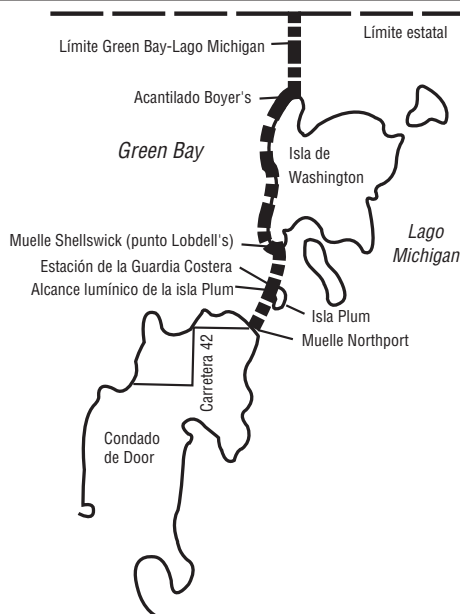 Límite estatal
Límite Green Bay-Lago Michigan
Acantilado Boyer's
Green Bay
Isla de
Washington
Lago
Michigan
Muelle Shellswick (punto Lobdell's)
Estación de la Guardia Costera
Alcance lumínico de la isla Plum
Isla Plum
Muelle Northport
Carretera 42
Condado
de Door